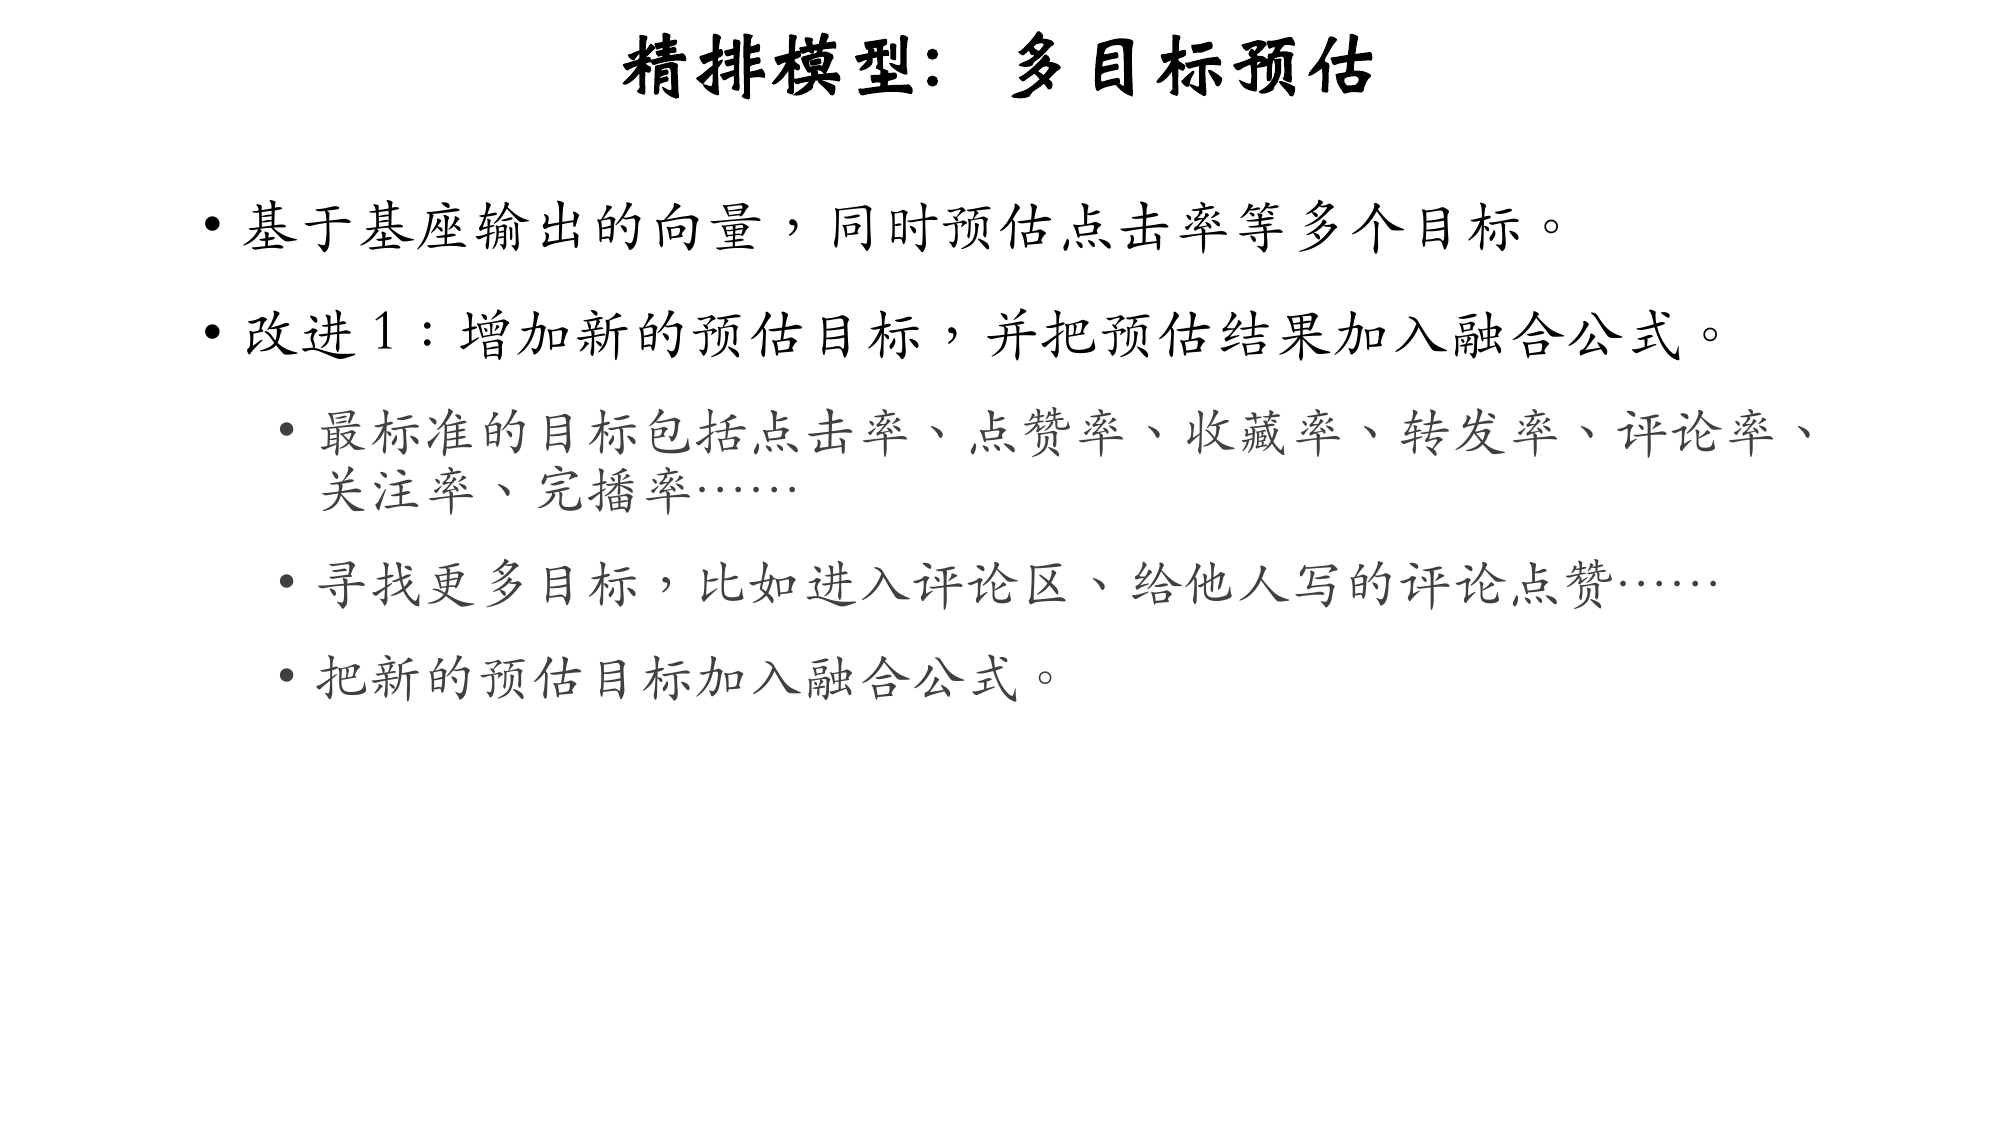 精排模型：多目标预估
• 基于基座输出的向量，同时预估点击率等多个目标。
• 改进1：增加新的预估目标，并把预估结果加入融合公式。
• 最标准的目标包括点击率、点赞率、收藏率、转发率、评论率、
关注率、完播率……
• 寻找更多目标，比如进入评论区、给他人写的评论点赞……
• 把新的预估目标加入融合公式。